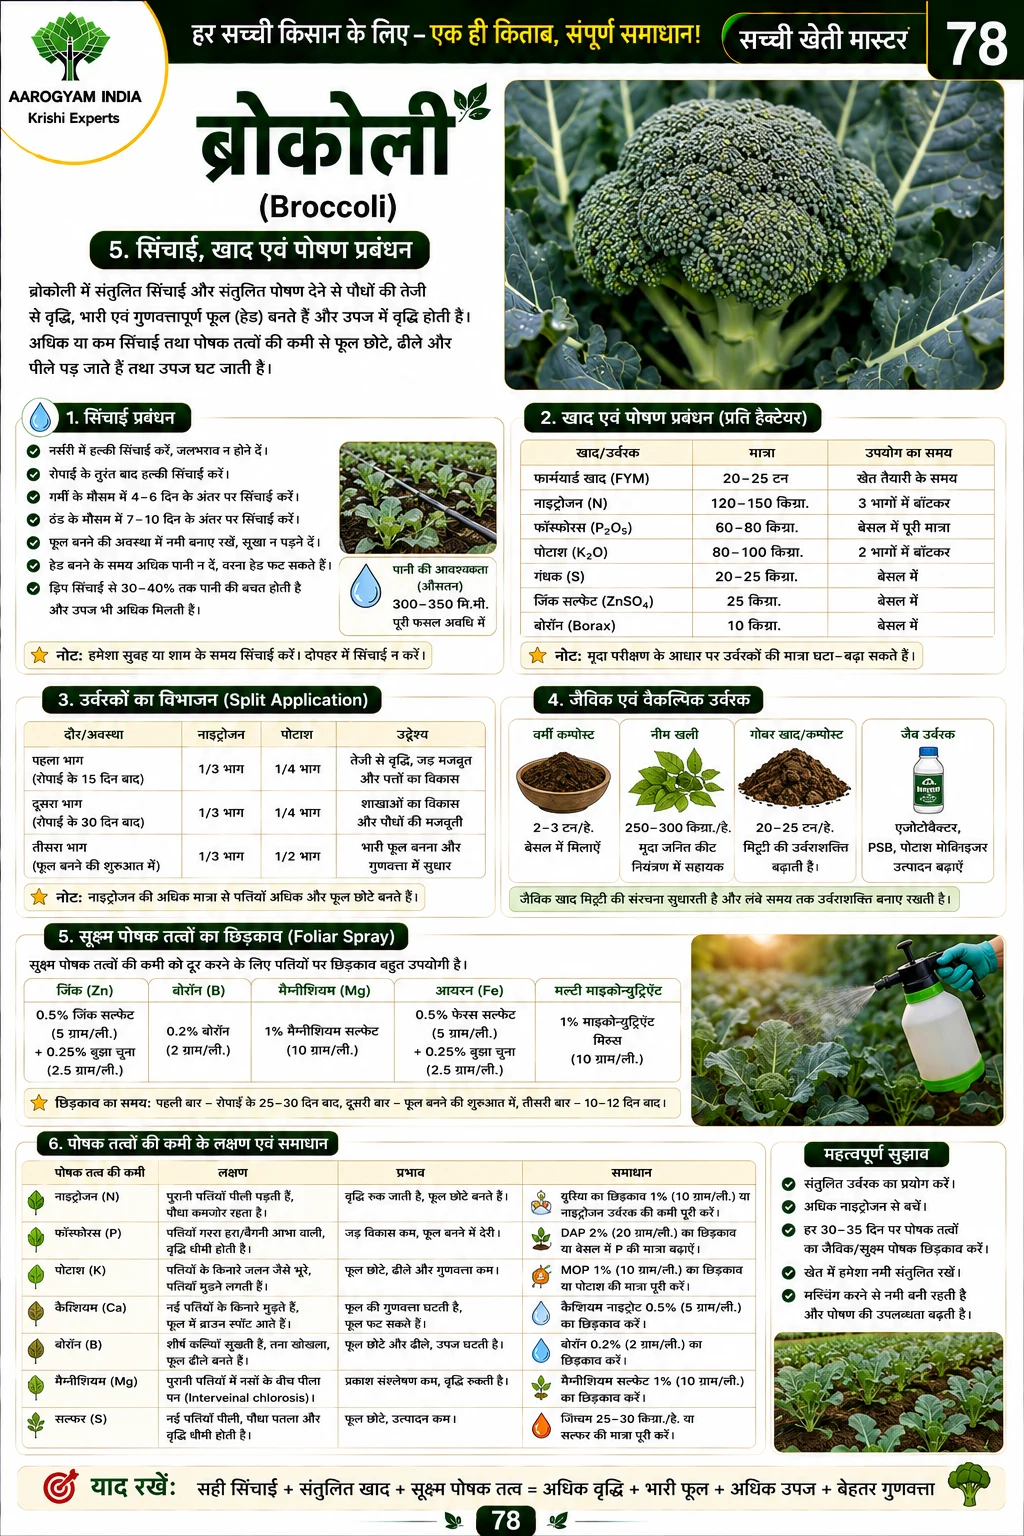 हर सच्ची किसान के लिए – एक ही किताब, संपूर्ण समाधान!
सच्ची खेती मास्टर
78
AAROGYAM INDIA
Krishi Experts
ब्रोकोली
(Broccoli)
5. सिंचाई, खाद एवं पोषण प्रबंधन
ब्रोकोली में संतुलित सिंचाई और संतुलित पोषण देने से पौधों की तेजी
से वृद्धि, भारी एवं गुणवत्तापूर्ण फूल (हेड) बनते हैं और उपज में वृद्धि होती है।
अधिक या कम सिंचाई तथा पोषक तत्वों की कमी से फूल छोटे, ढीले और
पीले पड़ जाते हैं तथा उपज घट जाती है।
1. सिंचाई प्रबंधन
नर्सरी में हल्की सिंचाई करें, जलभराव न होने दें।
रोपाई के तुरंत बाद हल्की सिंचाई करें।
गर्मी के मौसम में 4–6 दिन के अंतर पर सिंचाई करें।
ठंड के मौसम में 7–10 दिन के अंतर पर सिंचाई करें।
फूल बनने की अवस्था में नमी बनाए रखें, सूखा न पड़ने दें।
हेड बनने के समय अधिक पानी न दें, वरना हेड फट सकते हैं।
ड्रिप सिंचाई से 30–40% तक पानी की बचत होती है
और उपज भी अधिक मिलती है।
पानी की आवश्यकता
(औसतन)
300–350 मि.मी.
पूरी फसल अवधि में
नोट: हमेशा सुबह या शाम के समय सिंचाई करें। दोपहर में सिंचाई न करें।
2. खाद एवं पोषण प्रबंधन (प्रति हैक्टेयर)
खाद/उर्वरक मात्रा उपयोग का समय
फार्मयार्ड खाद (FYM) 20–25 टन खेत तैयारी के समय
नाइट्रोजन (N) 120–150 किग्रा. 3 भागों में बाँटकर
फॉस्फोरस (P₂O₅) 60–80 किग्रा. बेसल में पूरी मात्रा
पोटाश (K₂O) 80–100 किग्रा. 2 भागों में बाँटकर
गंधक (S) 20–25 किग्रा. बेसल में
जिंक सल्फेट (ZnSO₄) 25 किग्रा. बेसल में
बोरॉन (Borax) 10 किग्रा. बेसल में
नोट: मृदा परीक्षण के आधार पर उर्वरकों की मात्रा घटा–बढ़ा सकते हैं।
3. उर्वरकों का विभाजन (Split Application)
दौर/अवस्था नाइट्रोजन पोटाश उद्देश्य
पहला भाग
(रोपाई के 15 दिन बाद) 1/3 भाग 1/4 भाग तेजी से वृद्धि, जड़ मजबूत
और पत्तों का विकास
दूसरा भाग
(रोपाई के 30 दिन बाद) 1/3 भाग 1/4 भाग शाखाओं का विकास
और पौधों की मजबूती
तीसरा भाग
(फूल बनने की शुरुआत में) 1/3 भाग 1/2 भाग भारी फूल बनना और
गुणवत्ता में सुधार
नोट: नाइट्रोजन की अधिक मात्रा से पत्तियाँ अधिक और फूल छोटे बनते हैं।
4. जैविक एवं वैकल्पिक उर्वरक
वर्मी कम्पोस्ट
2–3 टन/हे.
बेसल में मिलाएँ
नीम खली
250–300 किग्रा./हे.
मृदा जनित कीट
नियंत्रण में सहायक
गोबर खाद/कम्पोस्ट
20–25 टन/हे.
मिट्टी की उर्वराशक्ति
बढ़ाती है।
जैव उर्वरक
एजोटोबैक्टर,
PSB, पोटाश मोबिलाइजर
उत्पादन बढ़ाएँ
जैविक खाद मिट्टी की संरचना सुधारती है और लंबे समय तक उर्वराशक्ति बनाए रखती है।
5. सूक्ष्म पोषक तत्वों का छिड़काव (Foliar Spray)
सूक्ष्म पोषक तत्वों की कमी को दूर करने के लिए पत्तियों पर छिड़काव बहुत उपयोगी है।
जिंक (Zn) बोरॉन (B) मैग्नीशियम (Mg) आयरन (Fe) मल्टी माइक्रोन्युट्रिएंट
0.5% जिंक सल्फेट
(5 ग्राम/ली.)
+ 0.25% बुझा चूना
(2.5 ग्राम/ली.)
0.2% बोरॉन
(2 ग्राम/ली.)
1% मैग्नीशियम सल्फेट
(10 ग्राम/ली.)
0.5% फेरस सल्फेट
(5 ग्राम/ली.)
+ 0.25% बुझा चूना
(2.5 ग्राम/ली.)
1% माइक्रोन्युट्रिएंट
(10 ग्राम/ली.)
छिड़काव का समय: पहली बार – रोपाई के 25–30 दिन बाद, दूसरी बार – फूल बनने की शुरुआत में, तीसरी बार – 10–12 दिन बाद।
6. पोषक तत्वों की कमी के लक्षण एवं समाधान
पोषक तत्व की कमी लक्षण प्रभाव समाधान
नाइट्रोजन (N) पुरानी पत्तियाँ पीली पड़ती हैं,
पौधा कमजोर रहता है। वृद्धि रुक जाती है, फूल छोटे बनते हैं। यूरिया का छिड़काव 1% (10 ग्राम/ली.) या
नाइट्रोजन उर्वरक की कमी पूरी करें।
फॉस्फोरस (P) पत्तियाँ गहरा हरा/बैंगनी आभा वाली,
वृद्धि धीमी होती है। जड़ विकास कम, फूल बनने में देरी। DAP 2% (20 ग्राम/ली.) का छिड़काव
या बेसल में P की मात्रा बढ़ाएँ।
पोटाश (K) पत्तियों के किनारे जलन जैसे भूरे,
पत्तियाँ मुड़ने लगती हैं। फूल छोटे, ढीले और गुणवत्ता कम। MOP 1% (10 ग्राम/ली.) का छिड़काव
या पोटाश की मात्रा पूरी करें।
कैल्शियम (Ca) नई पत्तियों के किनारे मुड़ते हैं,
फूल में ब्राउन स्पॉट आते हैं। फूल की गुणवत्ता घटती है,
फूल फट सकते हैं। कैल्शियम नाइट्रेट 0.5% (5 ग्राम/ली.)
का छिड़काव करें।
बोरॉन (B) शीर्ष कलियाँ सूखती हैं, तना खोखला,
फूल ढीले बनते हैं। फूल छोटे और ढीले, उपज घटती है। बोरॉन 0.2% (2 ग्राम/ली.) का
छिड़काव करें।
मैग्नीशियम (Mg) पुरानी पत्तियों में नसों के बीच पीला
पन (Interveinal chlorosis)। प्रकाश संश्लेषण कम, वृद्धि रुकती है। मैग्नीशियम सल्फेट 1% (10 ग्राम/ली.)
का छिड़काव करें।
सल्फर (S) नई पत्तियाँ पीली, पौधा पतला और
वृद्धि धीमी होती है। फूल छोटे, उत्पादन कम। जिप्सम 25–30 किग्रा./हे. या
सल्फर की मात्रा पूरी करें।
महत्वपूर्ण सुझाव
संतुलित उर्वरक का प्रयोग करें।
अधिक नाइट्रोजन से बचें।
हर 30–35 दिन पर पोषक तत्वों
का जैविक/सूक्ष्म पोषक छिड़काव करें।
खेत में हमेशा नमी संतुलित रखें।
मल्चिंग करने से नमी बनी रहती है
और पोषण की उपलब्धता बढ़ती है।
याद रखें: सही सिंचाई + संतुलित खाद + सूक्ष्म पोषक तत्व = अधिक वृद्धि + भारी फूल + अधिक उपज + बेहतर गुणवत्ता
78